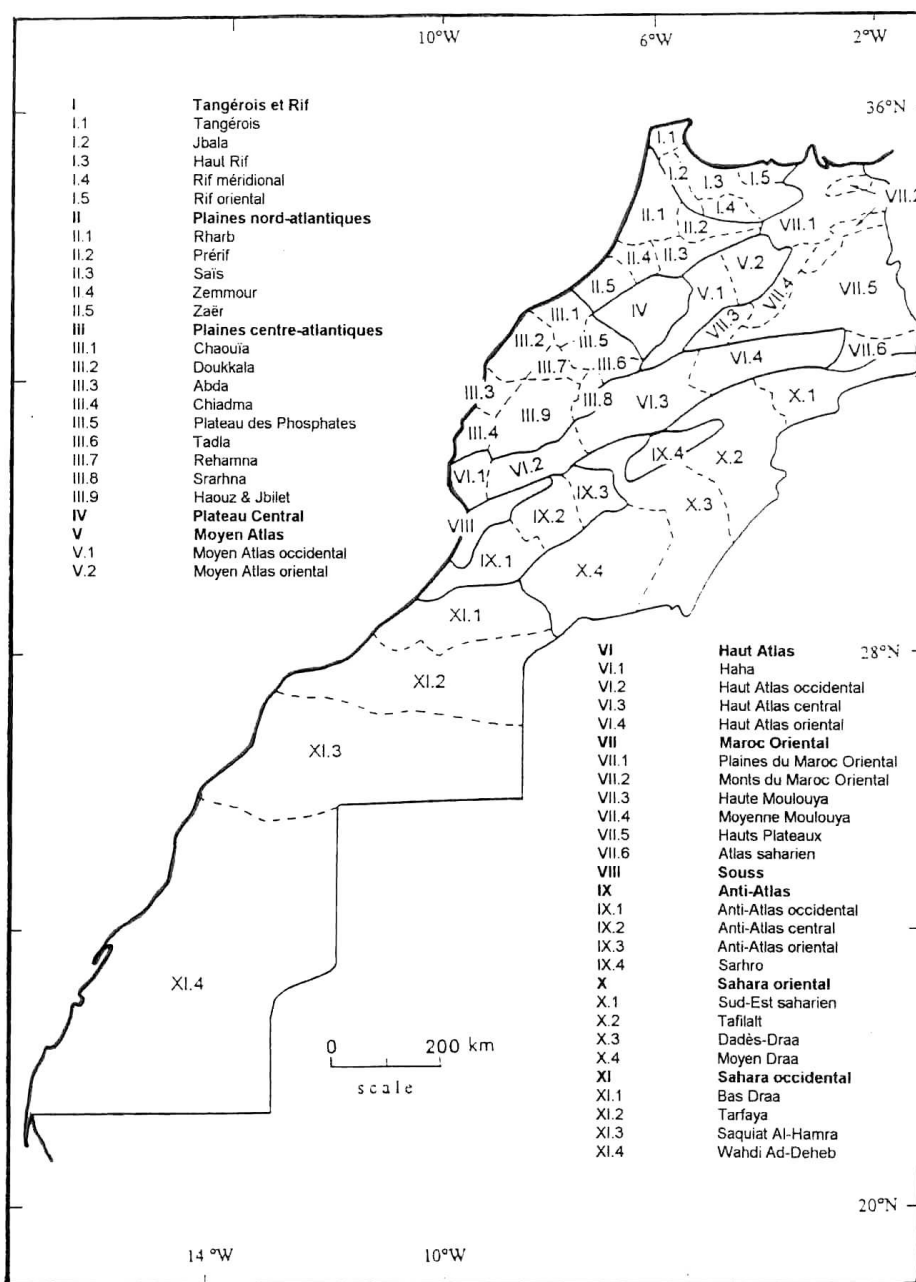 10°W 6°W 2°W
I Tangérois et Rif
I.1 Tangérois
I.2 Jbala
I.3 Haut Rif
I.4 Rif méridional
I.5 Rif oriental
II Plaines nord-atlantiques
II.1 Rharb
II.2 Prérif
II.3 Saïs
II.4 Zemmour
II.5 Zaër
III Plaines centre-atlantiques
III.1 Chaouïa
III.2 Doukkala
III.3 Abda
III.4 Chiadma
III.5 Plateau des Phosphates
III.6 Tadla
III.7 Rehamna
III.8 Srarhna
III.9 Haouz & Jbilet
IV Plateau Central
V Moyen Atlas
V.1 Moyen Atlas occidental
V.2 Moyen Atlas oriental
36°N
I.1
I.2
I.3
I.5
I.4
VII.2
II.1
II.2
VII.1
II.4
II.3
V.2
II.5
V.1
VII.4
VII.5
IV
III.1
VII.3
III.2
III.5
VII.6
III.7
III.6
VI.4
III.3
III.8
VI.3
X.1
III.9
III.4
IX.4
X.2
VI.1
VI.2
IX.3
X.3
VIII
IX.2
IX.1
X.4
XI.1
XI.2
XI.3
XI.4
28°N
VI Haut Atlas
VI.1 Haha
VI.2 Haut Atlas occidental
VI.3 Haut Atlas central
VI.4 Haut Atlas oriental
VII Maroc Oriental
VII.1 Plaines du Maroc Oriental
VII.2 Monts du Maroc Oriental
VII.3 Haute Moulouya
VII.4 Moyenne Moulouya
VII.5 Hauts Plateaux
VII.6 Atlas saharien
VIII Souss
IX Anti-Atlas
IX.1 Anti-Atlas occidental
IX.2 Anti-Atlas central
IX.3 Anti-Atlas oriental
IX.4 Sarhro
X Sahara oriental
X.1 Sud-Est saharien
X.2 Tafilalt
X.3 Dadès-Draa
X.4 Moyen Draa
XI Sahara occidental
XI.1 Bas Draa
XI.2 Tarfaya
XI.3 Saquiat Al-Hamra
XI.4 Wahdi Ad-Deheb
0 200 km
scale
20°N
14 °W 10°W